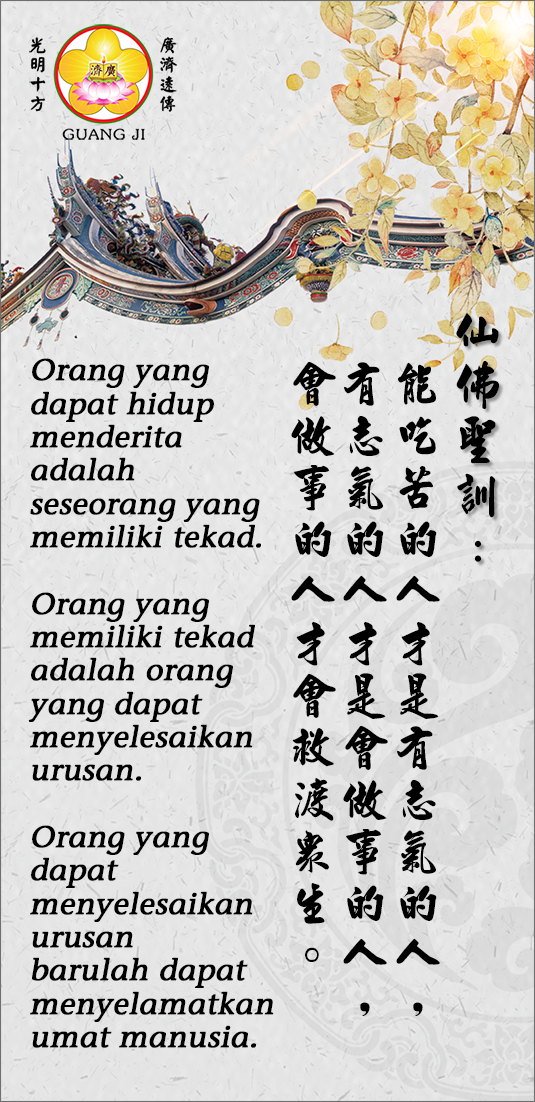 光明十方
廣濟
廣濟遠傳
GUANG JI
仙佛聖訓：
能吃苦的人才是有志氣的人，
有志氣的人才是會做事的人，
會做事的人才會救渡眾生。
Orang yang
dapat hidup
menderita
adalah
seseorang yang
memiliki tekad.
Orang yang
memiliki tekad
adalah orang
yang dapat
menyelesaikan
urusan.
Orang yang
dapat
menyelesaikan
urusan
barulah dapat
menyelamatkan
umat manusia.